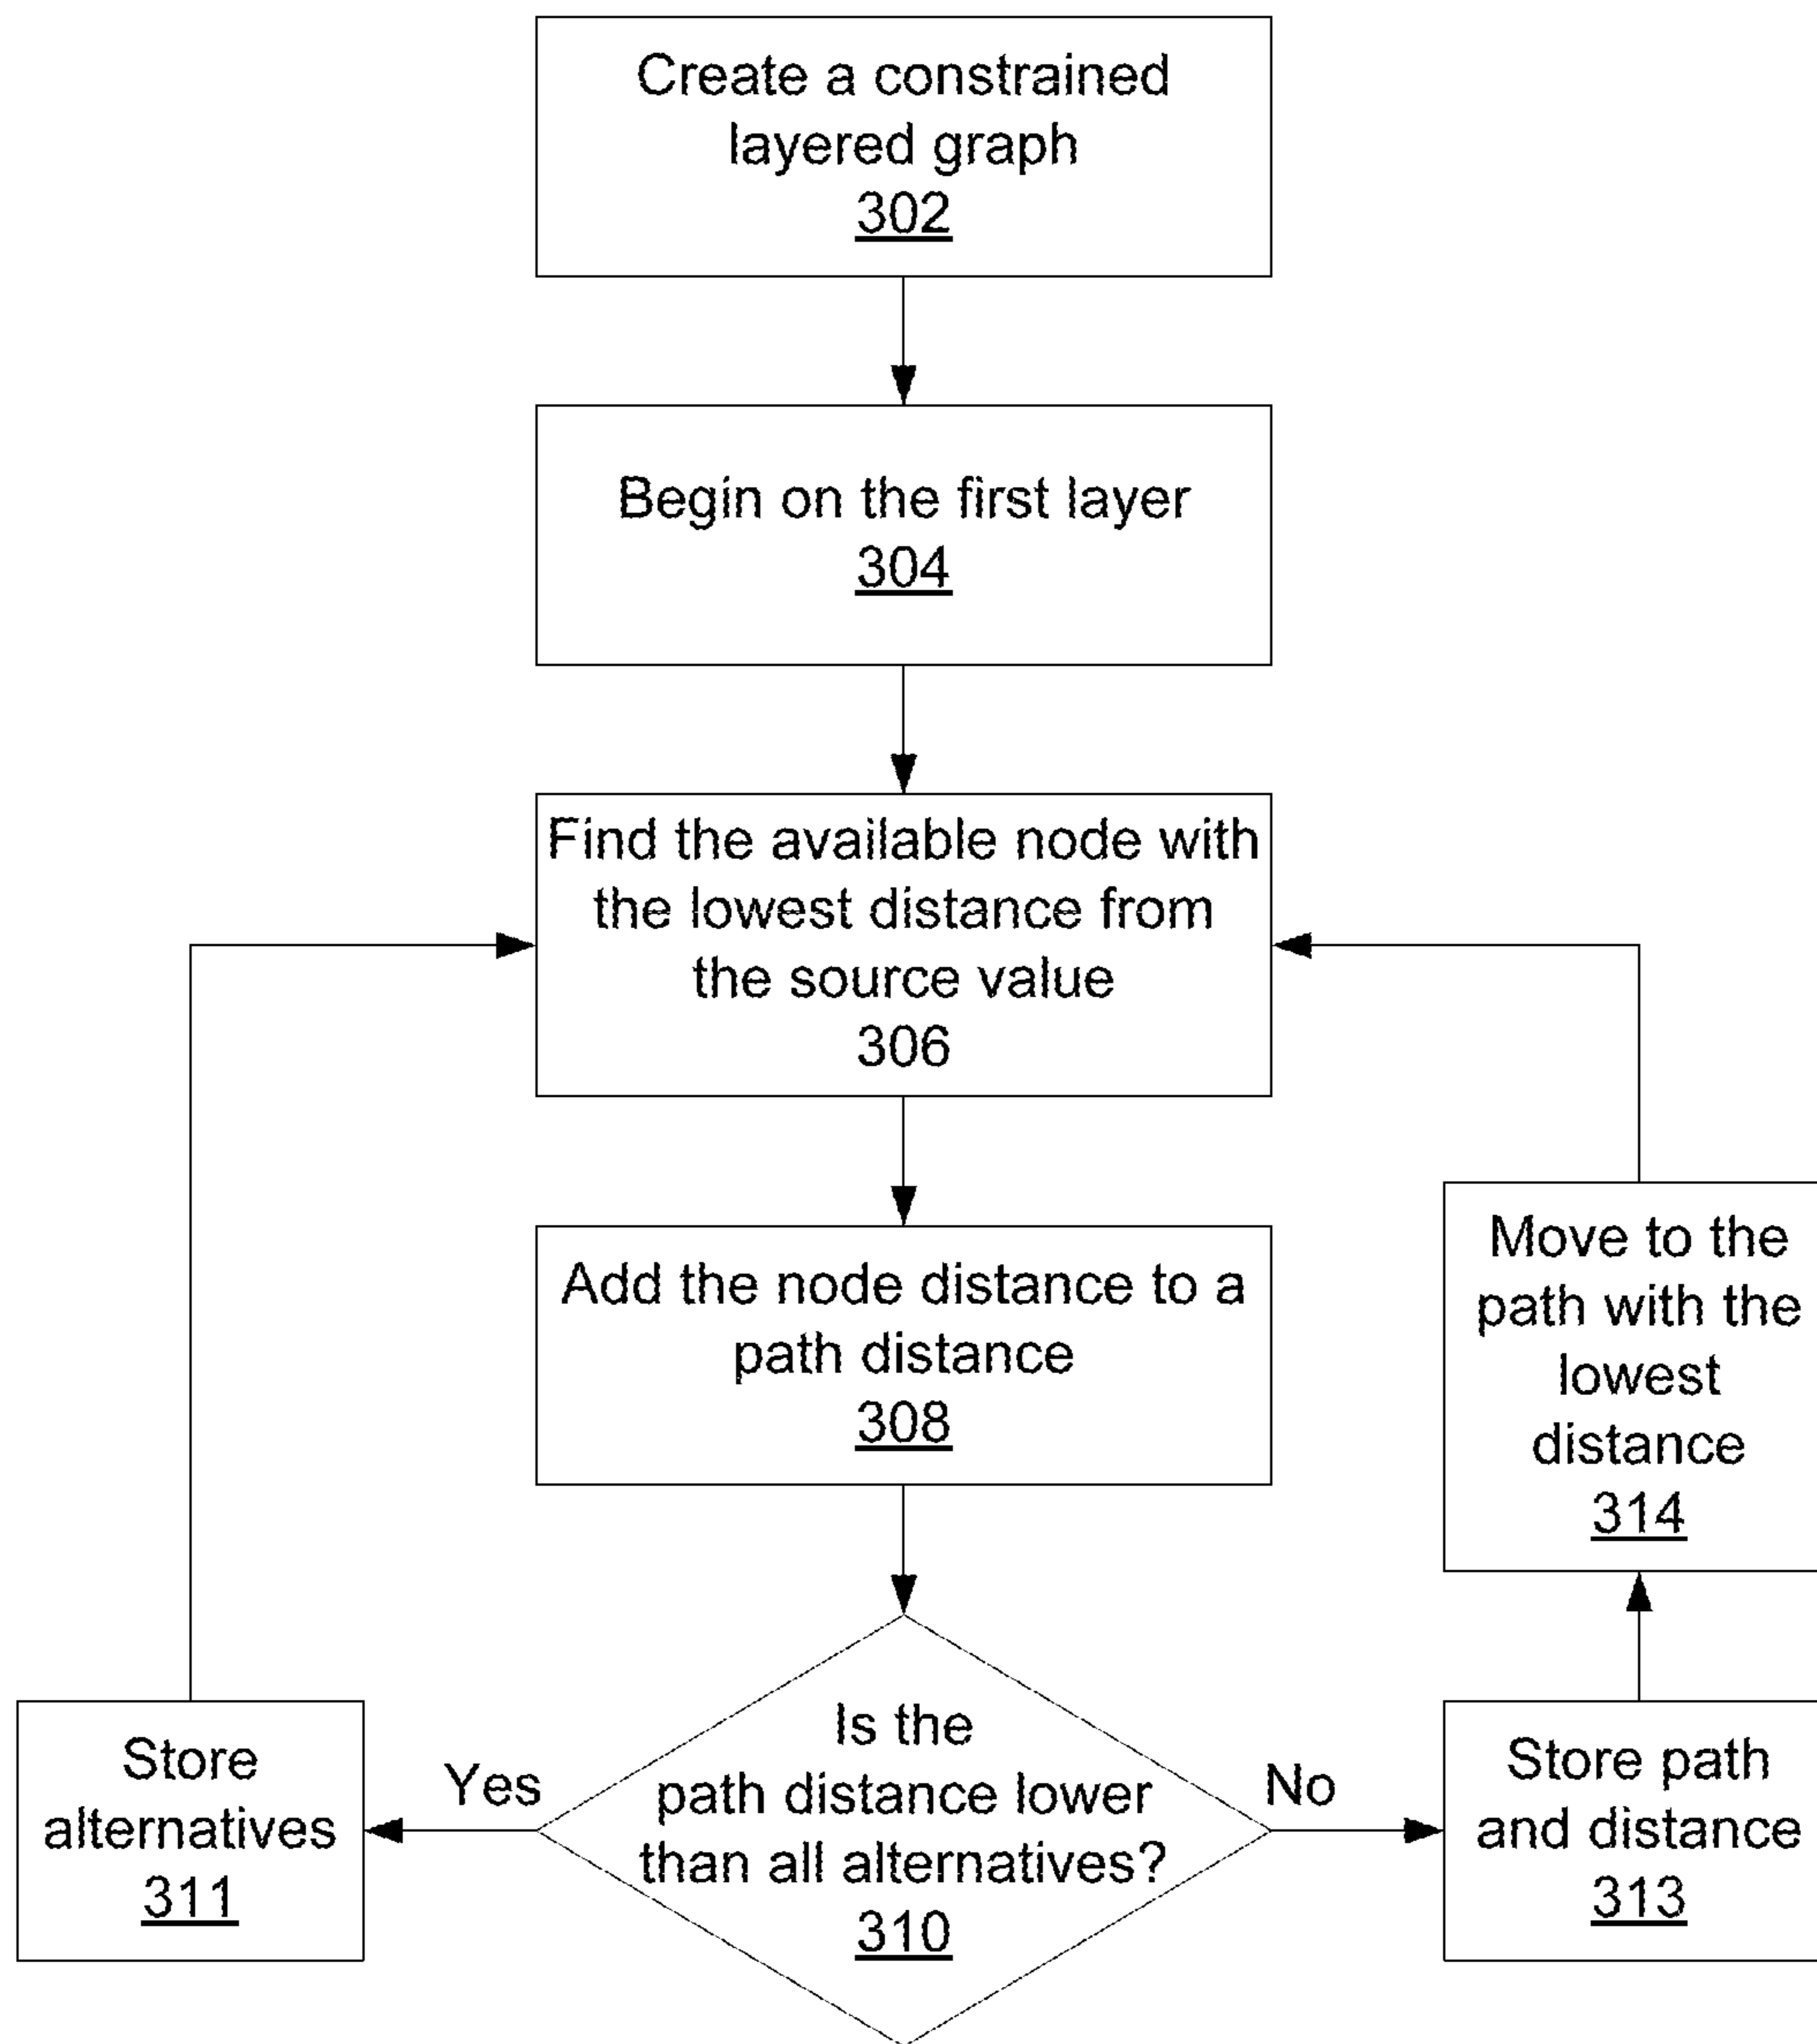 Create a constrained
layered graph
302
Begin on the first layer
304
Find the available node with
the lowest distance from
the source value
306
Add the node distance to a
path distance
308
Is the
path distance lower
than all alternatives?
310
Yes
Store
alternatives
311
No
Store path
and distance
313
Move to the
path with the
lowest
distance
314